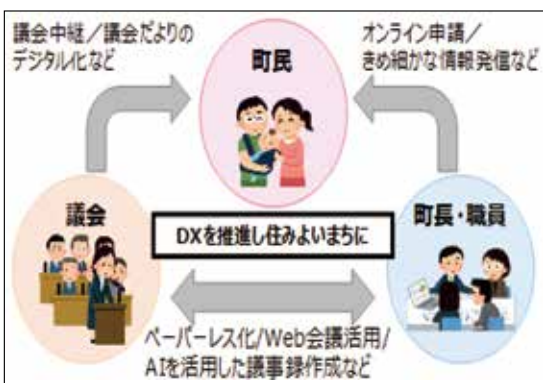 議会中継／議会だよりの
デジタル化など
オンライン申請／
きめ細かな情報発信など
町民
議会
町長・職員
DXを推進し住みよいまちに
ペーパーレス化/Web会議活用/
AIを活用した議事録作成など